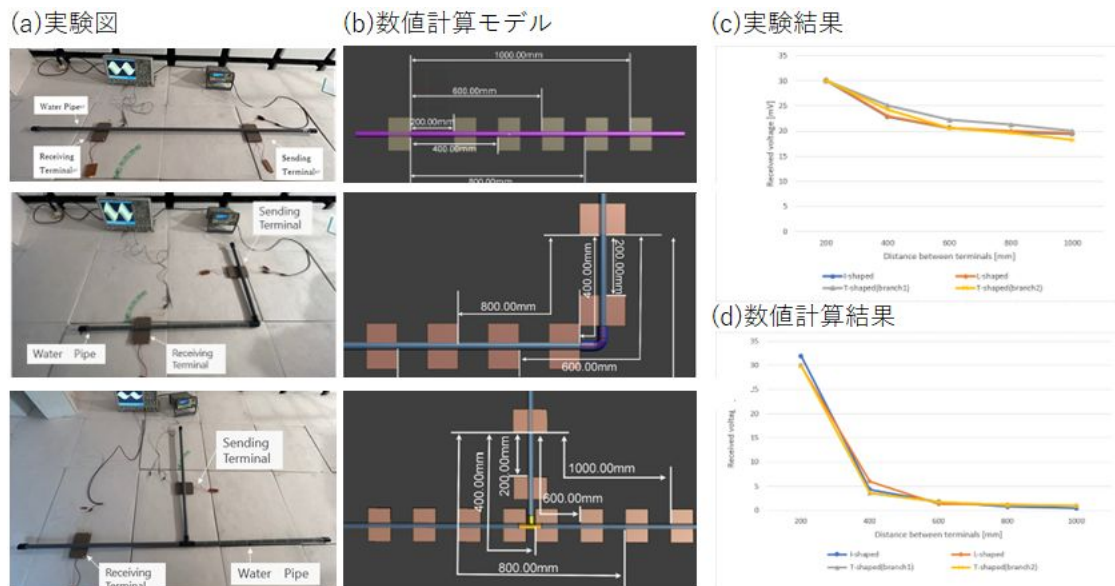 (a)実験図
(b)数値計算モデル
(c)実験結果
Water Pipe
Receiving
Terminal
Sending
Terminal
Sending
Terminal
Water Pipe
Receiving
Terminal
Sending
Terminal
Receiving
Terminal
Water Pipe
1000.00mm
600.00mm
200.00mm
400.00mm
800.00mm
200.00mm
400.00mm
800.00mm
600.00mm
200.00mm
400.00mm
1000.00mm
600.00mm
800.00mm
Received voltage [mV]
35
30
25
20
15
10
5
0
200 400 600 800 1000
Distance between terminals [mm]
I-shaped L-shaped
T-shaped(branch1) T-shaped(branch2)
(d)数値計算結果
Received
35
30
25
20
15
10
5
0
200 400 600 800 1000
Distance between terminals [mm]
I-shaped L-shaped
T-shaped(branch1) T-shaped(branch2)